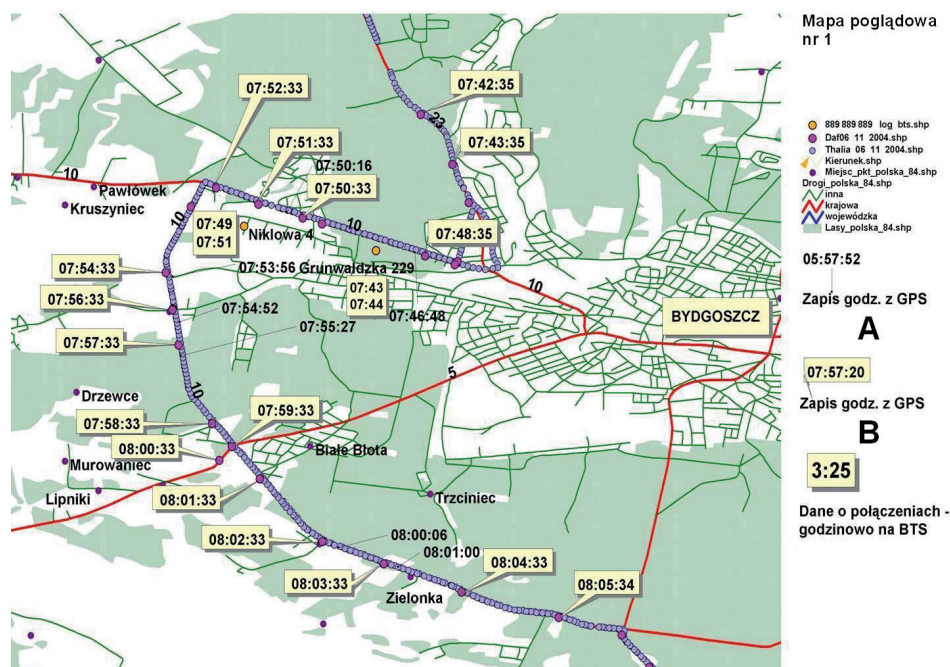 Mapa poglądowa
nr 1
889 889 889 log bts.shp
Daf06 11 2004.shp
Thalia 06 11 2004.shp
Kierunek.shp
Miejsc_pkt_polska_84.shp
Drogi_polska_84.shp
inna
krajowa
wojewódzka
Lasy_polska_84.shp
05:57:52
Zapis godz. z GPS
A
07:57:20
Zapis godz. z GPS
B
3:25
Dane o połączeniach -
godzinowo na BTS
07:52:33
07:42:35
23
07:51:33
07:43:35
07:50:16
10
Pawłówek
07:50:33
Kruszyniec
10
07:49
07:51
Niklowa 4
10
07:48:35
07:54:33
07:53:56
Grunwaldzka 229
07:43
07:44
10
07:56:33
07:54:52
07:46:48
BYDGOSZCZ
07:55:27
07:57:33
5
10
Drzewce
07:59:33
07:58:33
08:00:33
Białe Błota
Murowaniec
Lipniki
08:01:33
Trzciniec
08:02:33
08:00:06
08:01:00
08:04:33
08:03:33
Zielonka
08:05:34